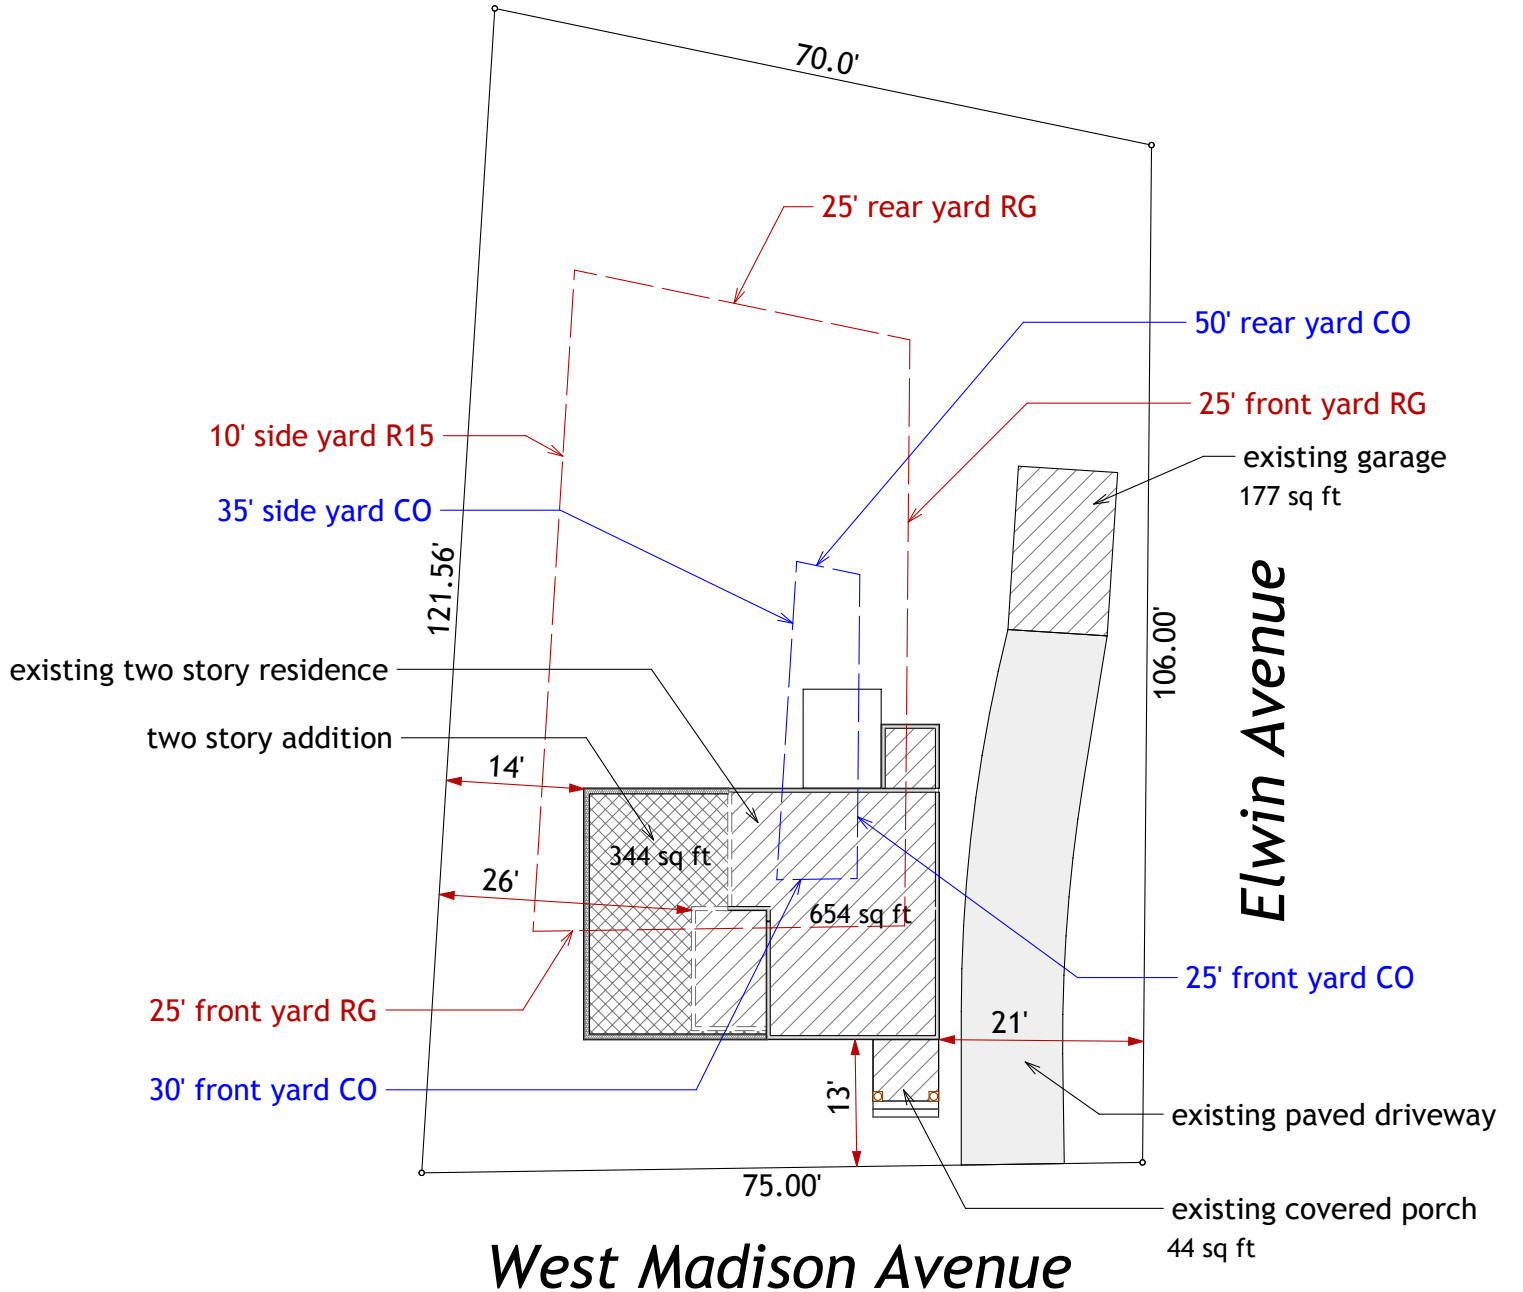 70.0'
25' rear yard RG
50' rear yard CO
25' front yard RG
10' side yard R15
existing garage
177 sq ft
35' side yard CO
121.56'
106.00'
Elwin Avenue
existing two story residence
two story addition
14'
344 sq ft
26'
654 sq ft
25' front yard CO
25' front yard RG
21'
30' front yard CO
13'
existing paved driveway
75.00'
existing covered porch
44 sq ft
West Madison Avenue